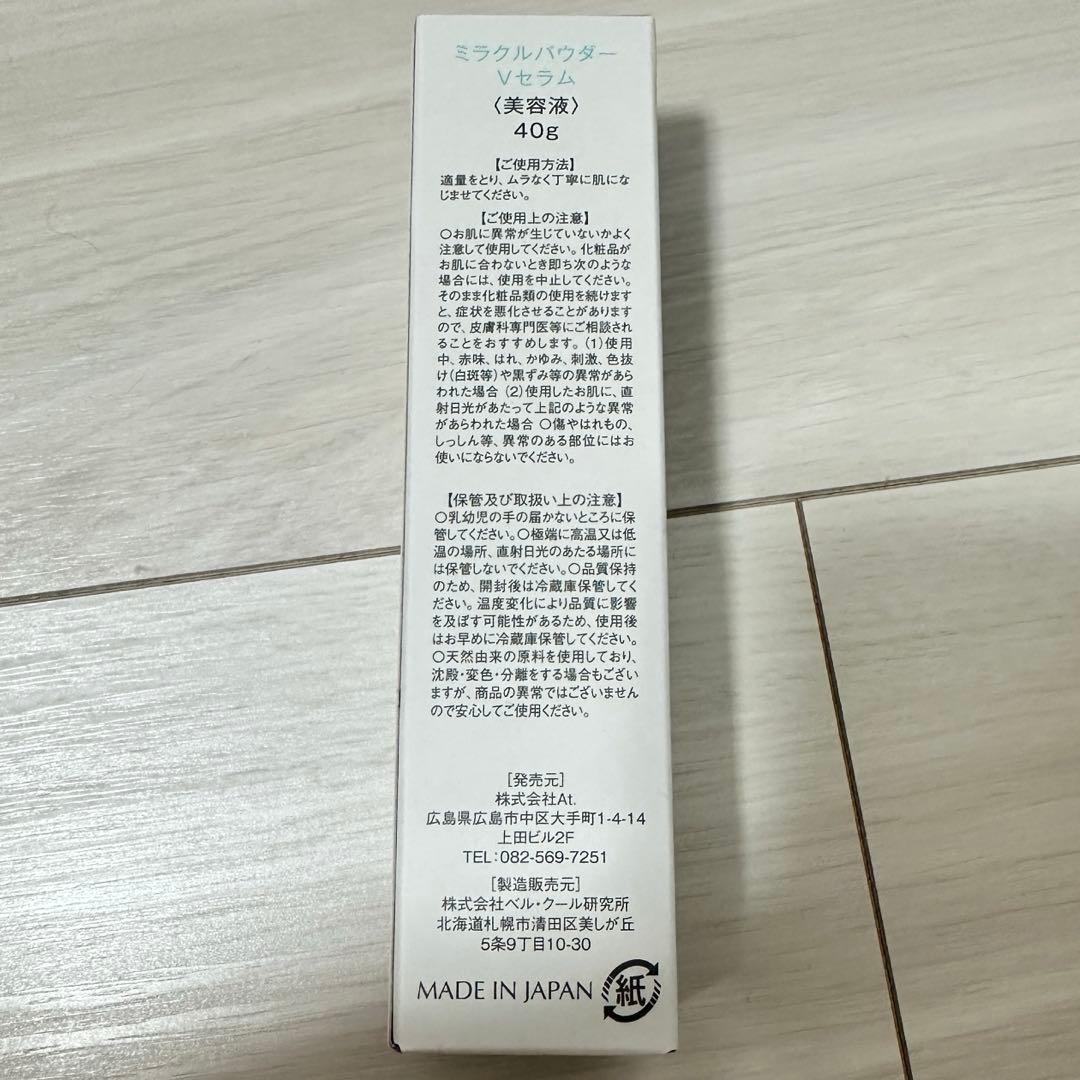 ミラクルパウダー
Vセラム
〈美容液〉
40g
【ご使用方法】
適量をとり、ムラなく丁寧に肌にな
じませてください。
【ご使用上の注意】
○お肌に異常が生じていないかよく
注意して使用してください。化粧品が
お肌に合わないとき即ち次のような
場合には、使用を中止してください。
そのまま化粧品類の使用を続けます
と、症状を悪化させることがあります
ので、皮膚科専門医等にご相談され
ることをおすすめします。(1)使用
中、赤味、はれ、かゆみ、刺激、色抜
け(白斑等)や黒ずみ等の異常があら
われた場合 (2)使用したお肌に、直
射日光があたって上記のような異常
があらわれた場合 ○傷やはれもの、
しっしん等、異常のある部位にはお
使いにならないでください。
【保管及び取扱い上の注意】
○乳幼児の手の届かないところに保
管してください。○極端に高温又は低
温の場所、直射日光のあたる場所に
は保管しないでください。○品質保持
のため、開封後は冷蔵庫保管してく
ださい。温度変化により品質に影響
を及ぼす可能性があるため、使用後
はお早めに冷蔵庫保管してください。
○天然由来の原料を使用しており、
沈殿・変色・分離をする場合もござい
ますが、商品の異常ではございません
ので安心してご使用ください。
[発売元]
株式会社At.
広島県広島市中区大手町1-4-14
上田ビル2F
TEL:082-569-7251
[製造販売元]
株式会社ベル・クール研究所
北海道札幌市清田区美しが丘
5条9丁目10-30
MADE IN JAPAN 紙